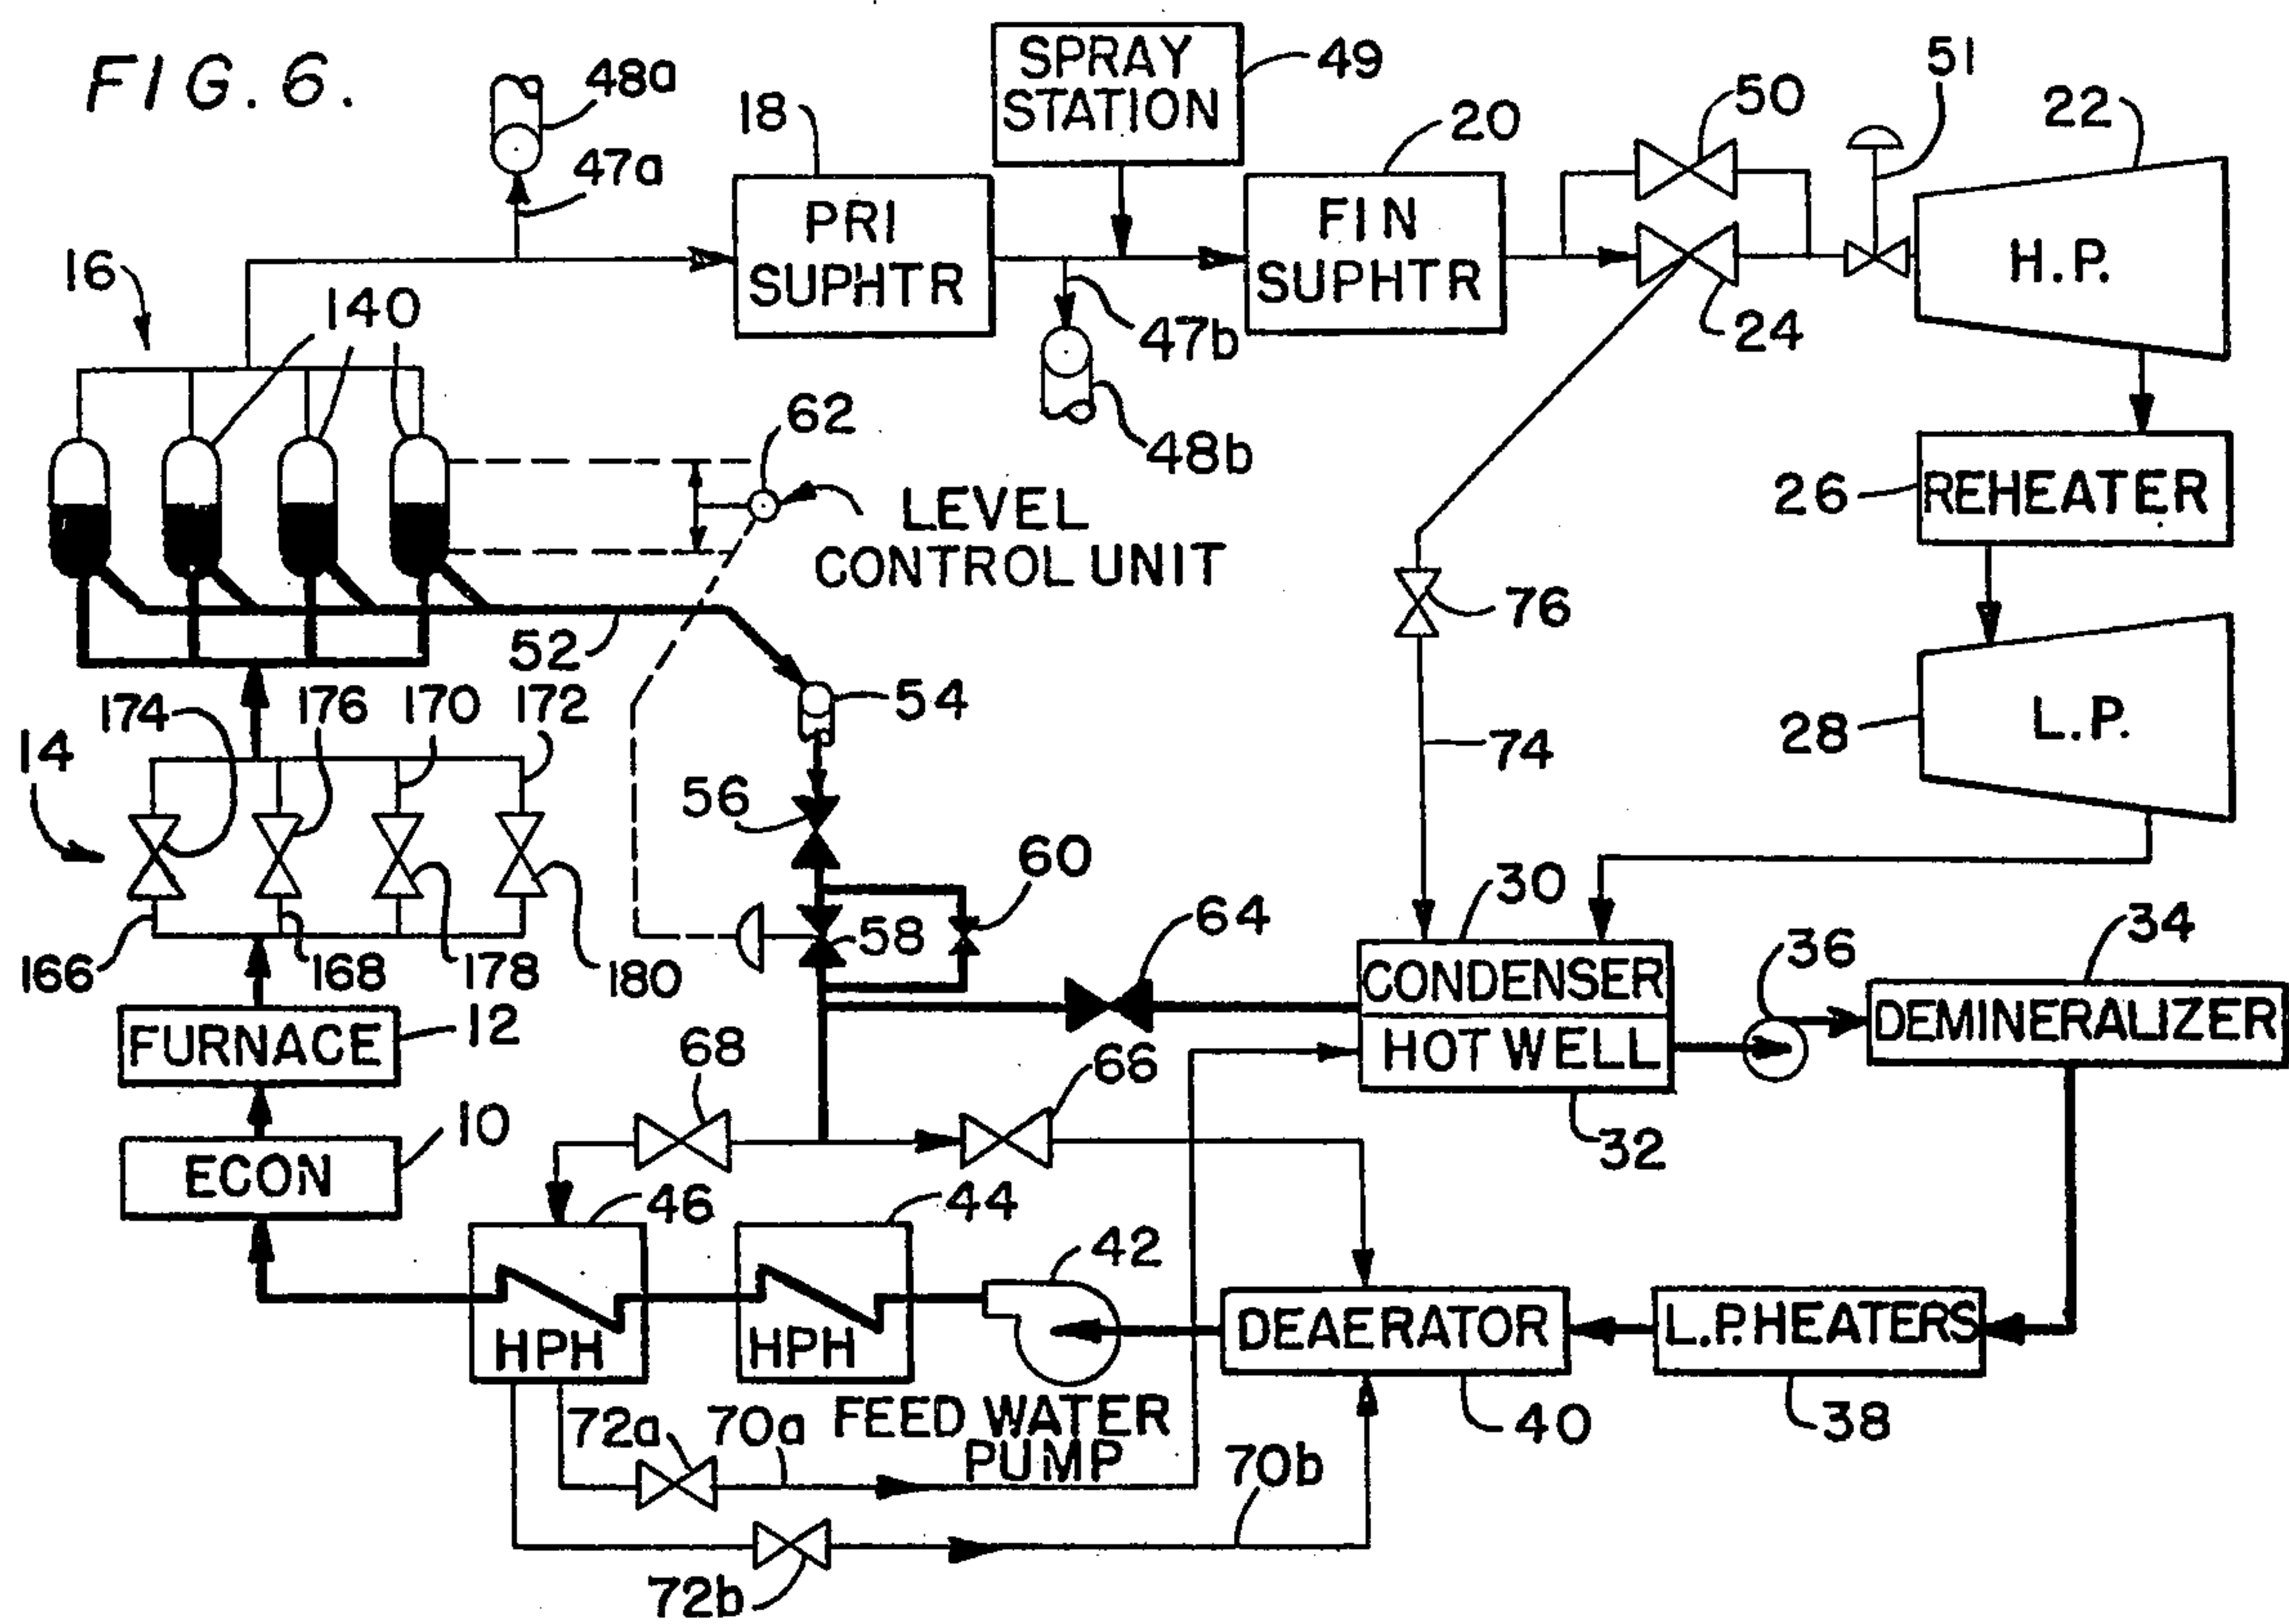 FIG. 6.
48a
47a
18
SPRAY
STATION
49
20
50
51
22
PRI
SUPHTR
FIN
SUPHTR
H.P.
16
140
47b
48b
24
62
LEVEL
CONTROL UNIT
26
REHEATER
76
52
54
28
L.P.
174
176
170
172
14
74
56
60
58
64
30
34
36
166
168
178
180
CONDENSER
HOT WELL
DEMINERALIZER
FURNACE
12
68
66
32
ECON
10
46
44
42
HPH
HPH
DEAERATOR
L.P. HEATERS
FEED WATER
PUMP
72a
70a
70b
40
38
72b